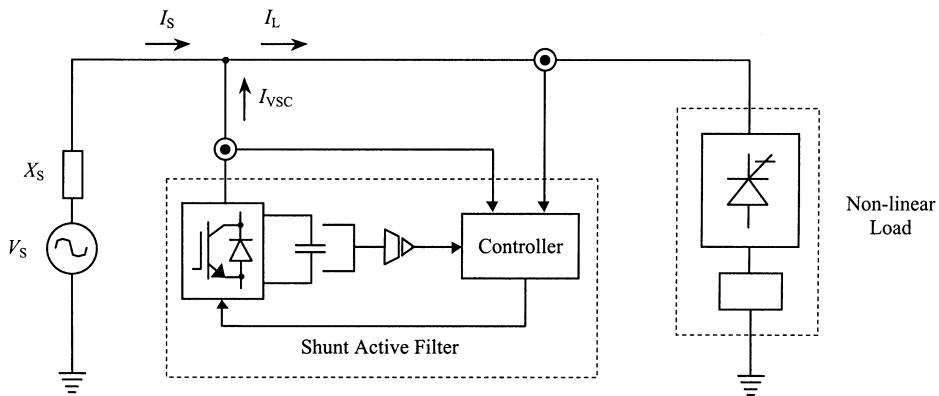 I_S
I_L
I_VSC
X_S
V_S
Controller
Shunt Active Filter
Non-linear
Load